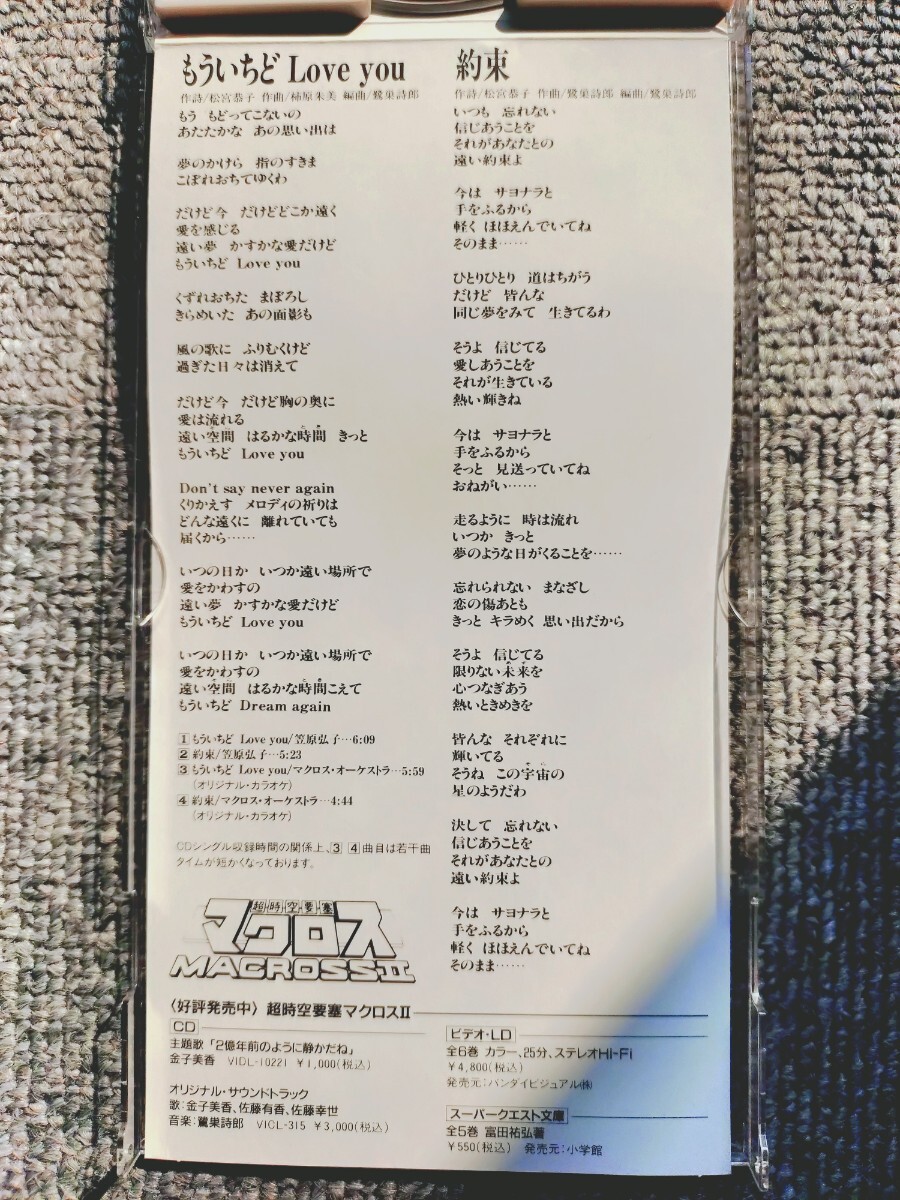 もういちど Love you
作詩/松宮恭子 作曲/柿原朱美 編曲/鷺巣詩郎
もう　もどってこないの
あたたかな　あの思い出は
夢のかけら　指のすきま
こぼれおちてゆくわ
だけど今　だけどどこか遠く
愛を感じる
遠い夢　かすかな愛だけど
もういちど Love you
くずれおちた　まぼろし
きらめいた　あの面影も
風の歌に　ふりむくけど
過ぎた日々は消えて
だけど今　だけど胸の奥に
愛は流れる
遠い空間　はるかな時間　きっと
もういちど Love you
Don't say never again
くりかえす　メロディの祈りは
どんな遠くに　離れていても
届くから……
いつの日か　いつか遠い場所で
愛をかわすの
遠い夢　かすかな愛だけど
もういちど Love you
いつの日か　いつか遠い場所で
愛をかわすの
遠い空間　はるかな時間こえて
もういちど Dream again
1 もういちど Love you/笠原弘子…6:09
2 約束/笠原弘子…5:23
3 もういちど Love you/マクロス・オーケストラ…5:59
(オリジナル・カラオケ)
4 約束/マクロス・オーケストラ…4:44
(オリジナル・カラオケ)
CDシングル収録時間の関係上、3 4曲目は若干曲
タイムが短かくなっております。
約束
作詩/松宮恭子 作曲/鷺巣詩郎 編曲/鷺巣詩郎
いつも　忘れない
信じあうことを
それがあなたとの
遠い約束よ
今は　サヨナラと
手をふるから
軽く ほほえんでいてね
そのまま……
ひとりひとり　道はちがう
だけど　皆んな
同じ夢をみて　生きてるわ
そうよ　信じてる
愛しあうことを
それが生きている
熱い輝きね
今は　サヨナラと
手をふるから
そっと　見送っていてね
おねがい……
走るように　時は流れ
いつか　きっと
夢のような日がくることを……
忘れられない　まなざし
恋の傷あとも
きっと キラめく 思い出だから
そうよ　信じてる
限りない未来を
心つなぎあう
熱いときめきを
皆んな　それぞれに
輝いてる
そうね　この宇宙の
星のようだわ
決して　忘れない
信じあうことを
それがあなたとの
遠い約束よ
今は　サヨナラと
手をふるから
軽く ほほえんでいてね
そのまま……
超時空要塞
マクロス
MACROSS II
〈好評発売中〉超時空要塞マクロスII
CD
主題歌「2億年前のように静かだね」
金子美香　VIDL-10221　¥1,000(税込)
オリジナル・サウンドトラック
歌:金子美香、佐藤有香、佐藤幸世
音楽:鷺巣詩郎　VICL-315　¥3,000(税込)
ビデオ・LD
全6巻 カラー、25分、ステレオHi-Fi
¥4,800(税込)
発売元:バンダイビジュアル㈱
スーパークエスト文庫
全5巻 富田祐弘著
¥550(税込)　発売元:小学館